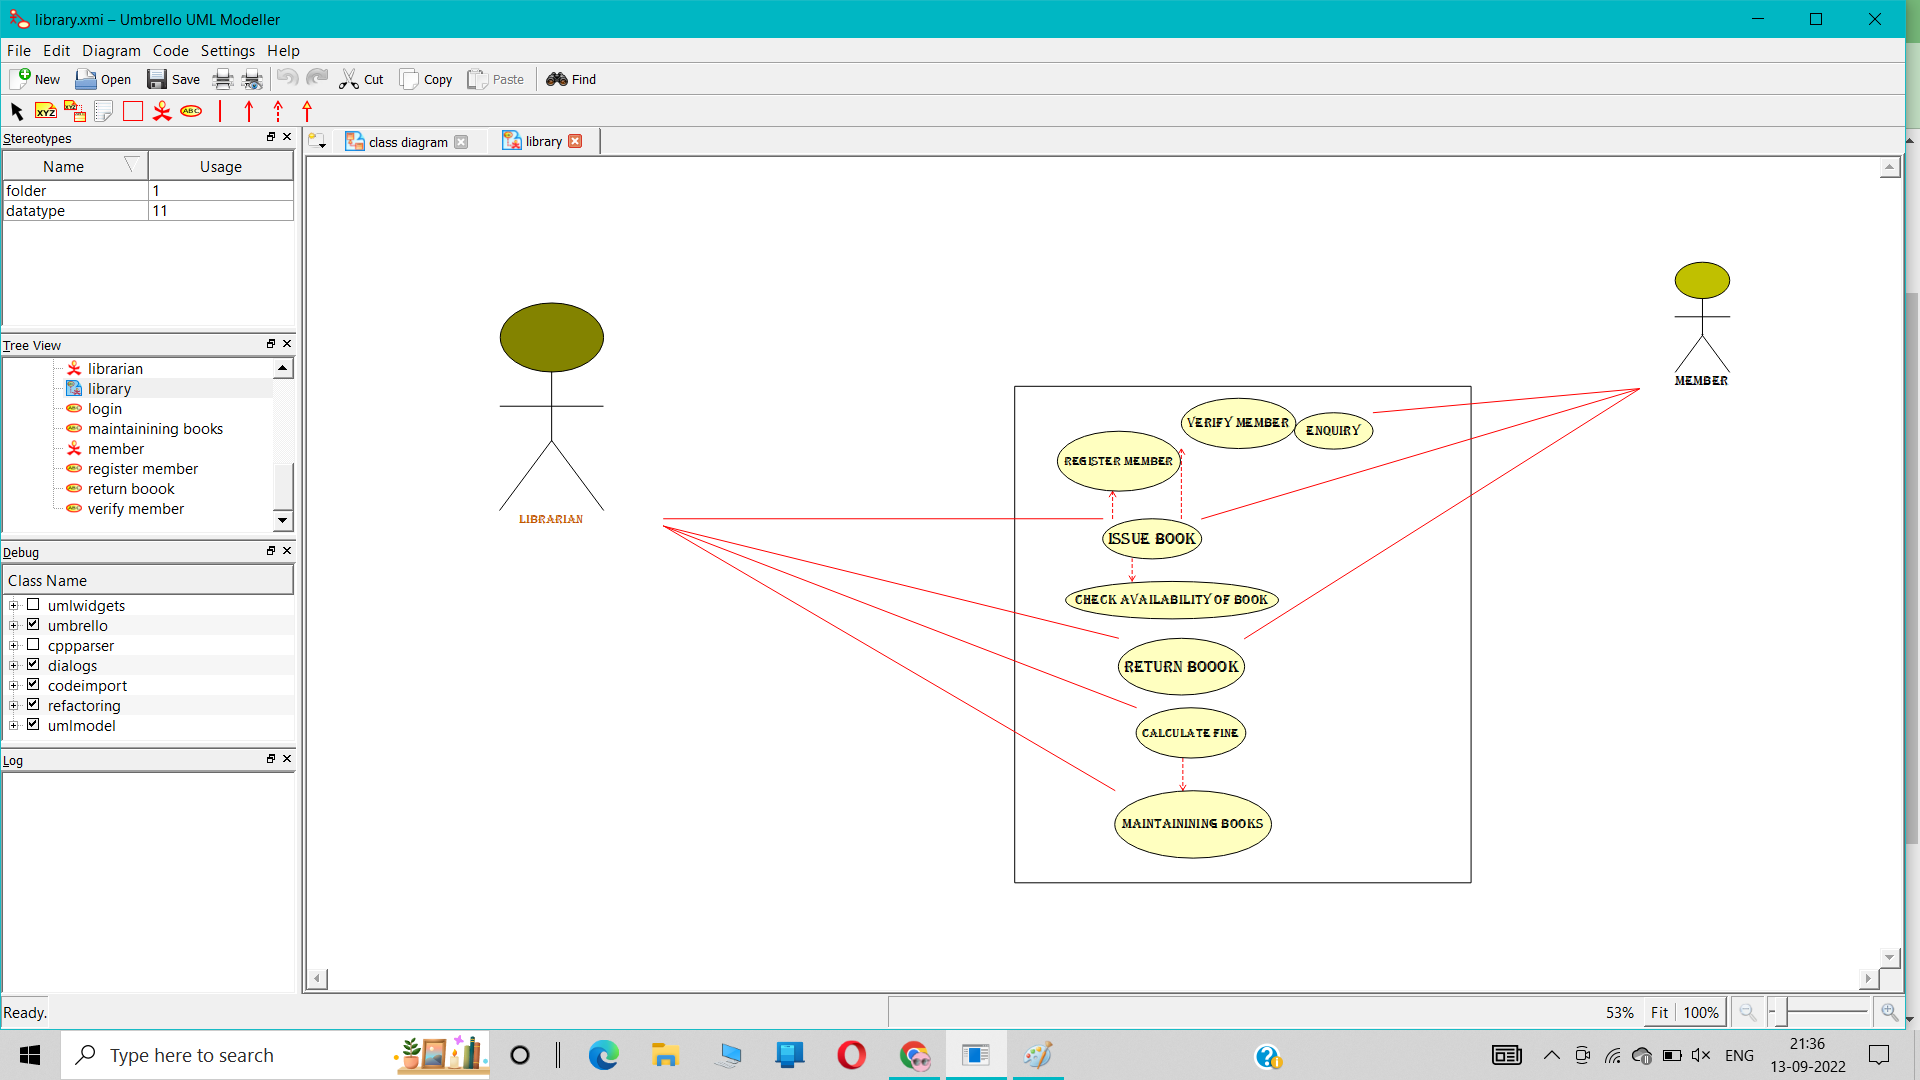 library.xmi – Umbrello UML Modeller
File Edit Diagram Code Settings Help
New Open Save Cut Copy Paste Find
XYZ XYZ ABC
Stereotypes
class diagram library
Name Usage
folder 1
datatype 11
Tree View
librarian
library
login
maintainining books
member
register member
return boook
verify member
Debug
Class Name
umlwidgets
umbrello
cppparser
dialogs
codeimport
refactoring
umlmodel
Log
LIBRARIAN
MEMBER
VERIFY MEMBER
ENQUIRY
REGISTER MEMBER
ISSUE BOOK
CHECK AVAILABILITY OF BOOK
RETURN BOOOK
CALCULATE FINE
MAINTAININING BOOKS
Ready.
53% Fit 100%
Type here to search
ENG
21:36
13-09-2022